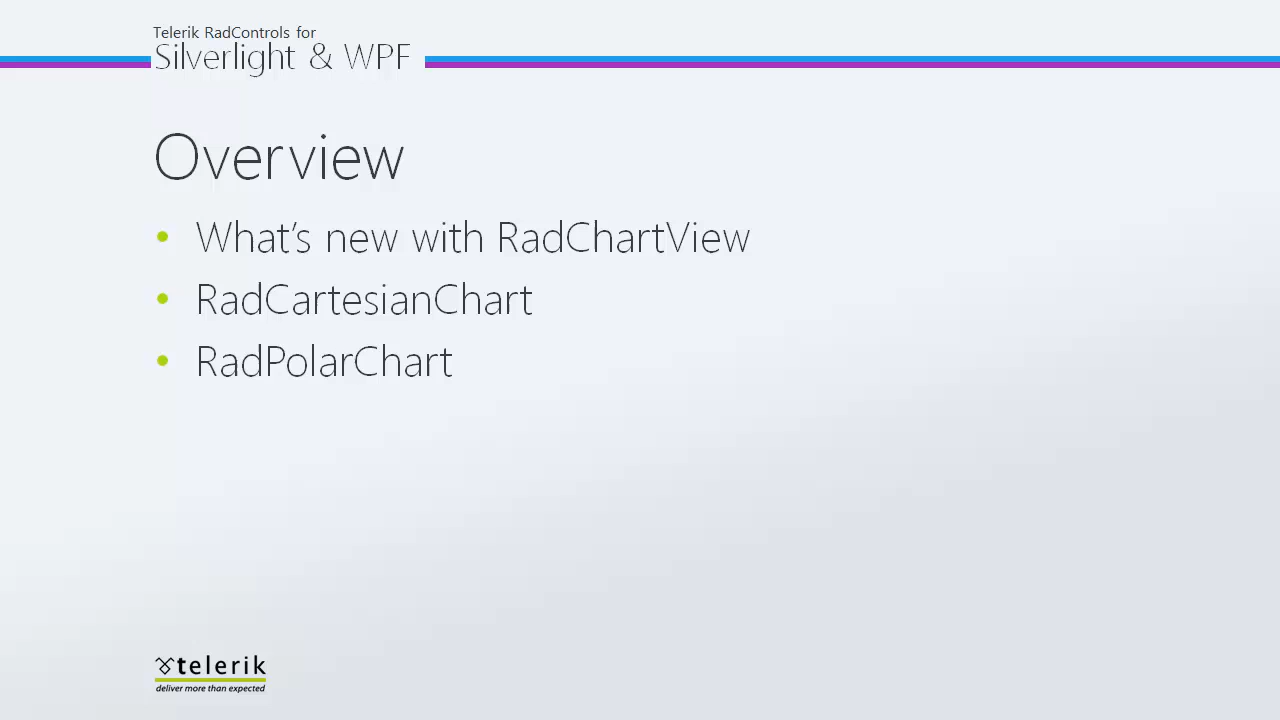 Telerik RadControls for
Silverlight & WPF
Overview
• What's new with RadChartView
• RadCartesianChart
• RadPolarChart
telerik
deliver more than expected